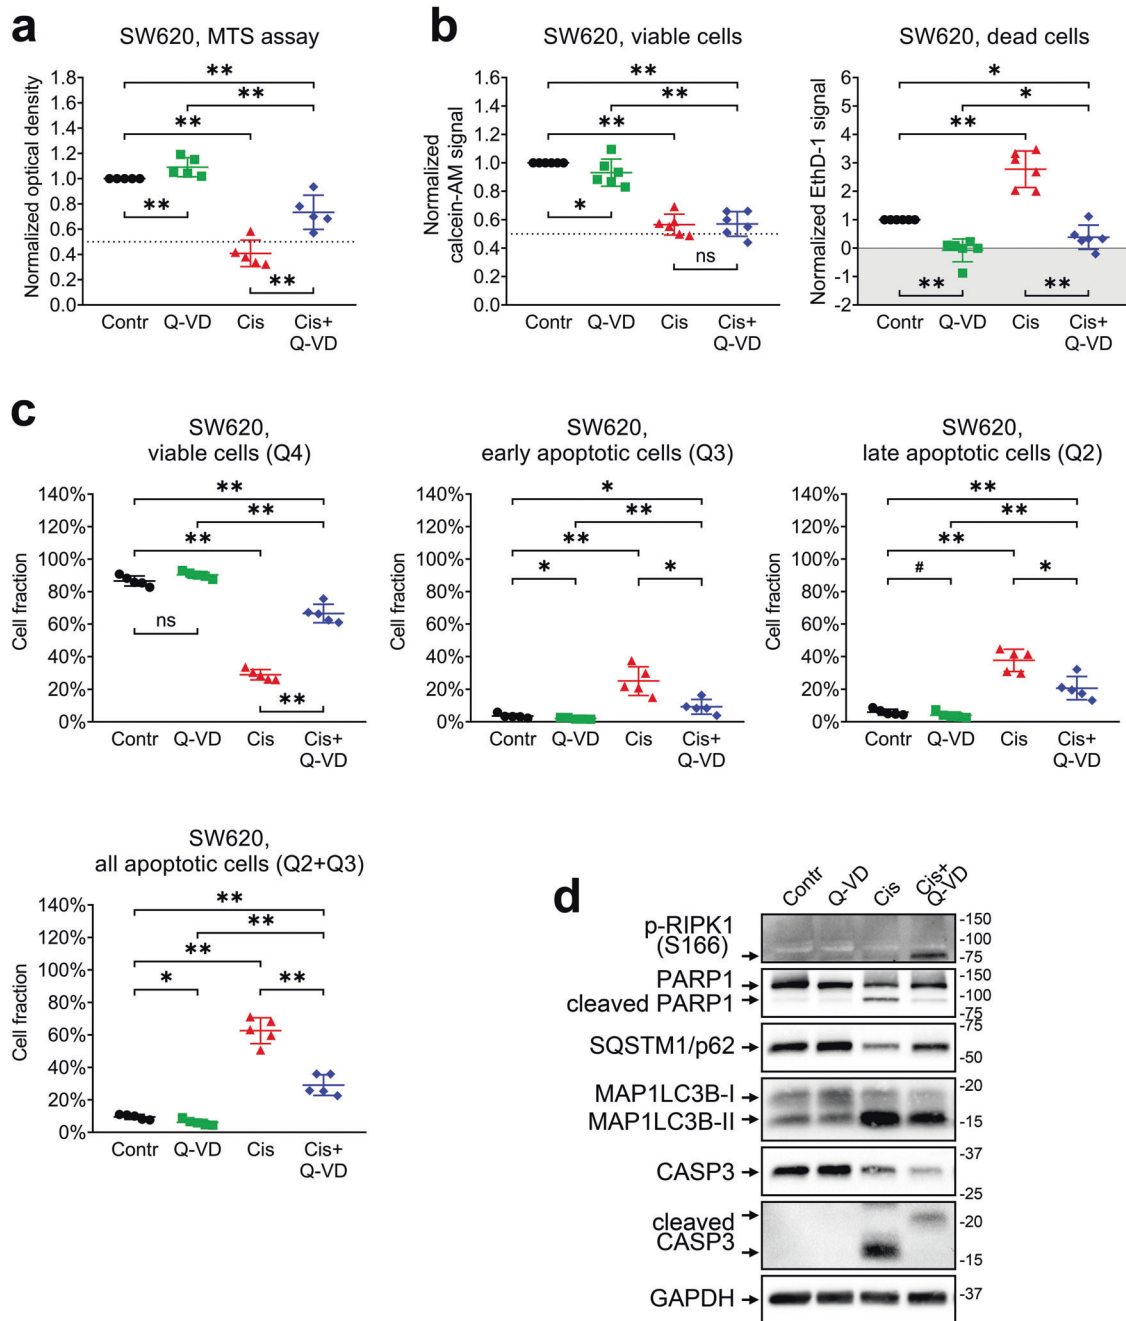 a
SW620, MTS assay
Normalized optical density
1.8
1.6
1.4
1.2
1.0
0.8
0.6
0.4
0.2
0.0
**
**
**
**
**
Contr Q-VD Cis Cis+
Q-VD
b
SW620, viable cells
Normalized
calcein-AM signal
1.8
1.6
1.4
1.2
1.0
0.8
0.6
0.4
0.2
0.0
**
**
**
*
ns
Contr Q-VD Cis Cis+
Q-VD
SW620, dead cells
Normalized EthD-1 signal
6
5
4
3
2
1
0
-1
-2
*
*
**
**
**
Contr Q-VD Cis Cis+
Q-VD
c
SW620,
viable cells (Q4)
Cell fraction
140%
120%
100%
80%
60%
40%
20%
0%
**
**
**
ns
**
Contr Q-VD Cis Cis+
Q-VD
SW620,
early apoptotic cells (Q3)
Cell fraction
140%
120%
100%
80%
60%
40%
20%
0%
*
**
**
*
*
Contr Q-VD Cis Cis+
Q-VD
SW620,
late apoptotic cells (Q2)
Cell fraction
140%
120%
100%
80%
60%
40%
20%
0%
**
**
**
#
*
Contr Q-VD Cis Cis+
Q-VD
SW620,
all apoptotic cells (Q2+Q3)
Cell fraction
140%
120%
100%
80%
60%
40%
20%
0%
**
**
**
*
**
Contr Q-VD Cis Cis+
Q-VD
d
Contr Q-VD Cis Cis+
Q-VD
p-RIPK1
(S166)
-150
-100
-75
PARP1
cleaved PARP1
-150
-100
-75
SQSTM1/p62
-75
-50
MAP1LC3B-I
MAP1LC3B-II
-20
-15
CASP3
-37
-25
cleaved
CASP3
-20
-15
GAPDH
-37